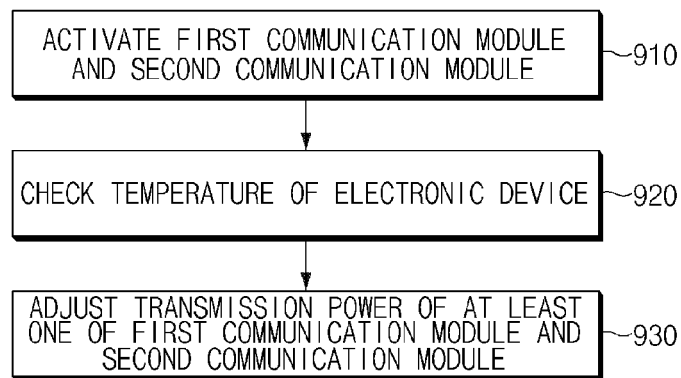 ACTIVATE FIRST COMMUNICATION MODULE
AND SECOND COMMUNICATION MODULE
910
CHECK TEMPERATURE OF ELECTRONIC DEVICE
920
ADJUST TRANSMISSION POWER OF AT LEAST
ONE OF FIRST COMMUNICATION MODULE AND
SECOND COMMUNICATION MODULE
930